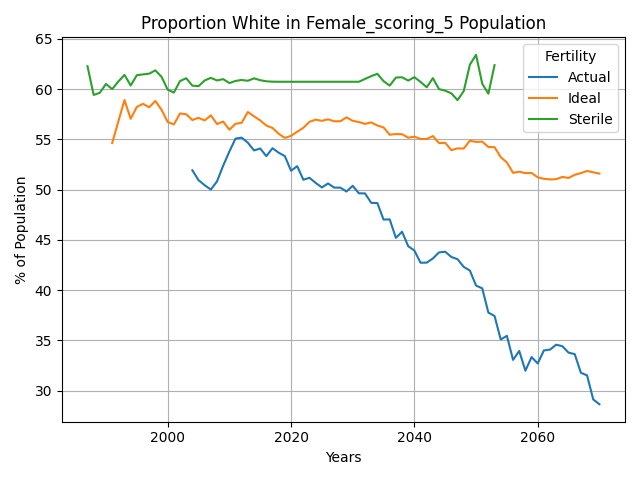 Proportion White in Female_scoring_5 Population
% of Population
65
60
55
50
45
40
35
30
2000
2020
2040
2060
Years
Fertility
Actual
Ideal
Sterile